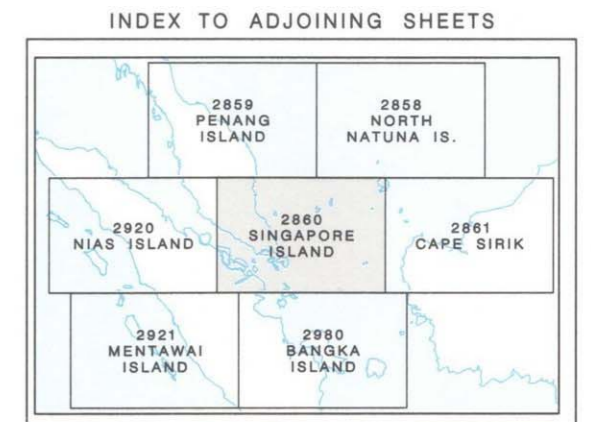 INDEX TO ADJOINING SHEETS
2859
PENANG
ISLAND
2858
NORTH
NATUNA IS.
2920
NIAS ISLAND
2860
SINGAPORE
ISLAND
2861
CAPE SIRIK
2921
MENTAWAI
ISLAND
2980
BANGKA
ISLAND